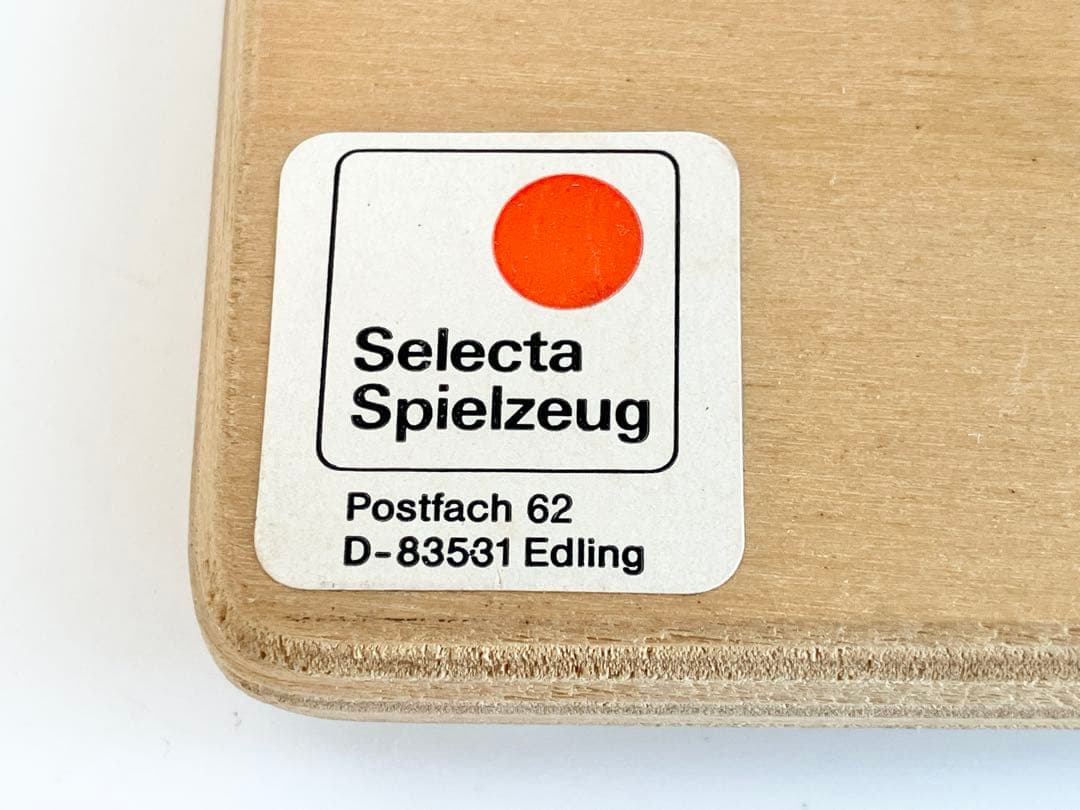 Selecta
Spielzeug
Postfach 62
D-83531 Edling